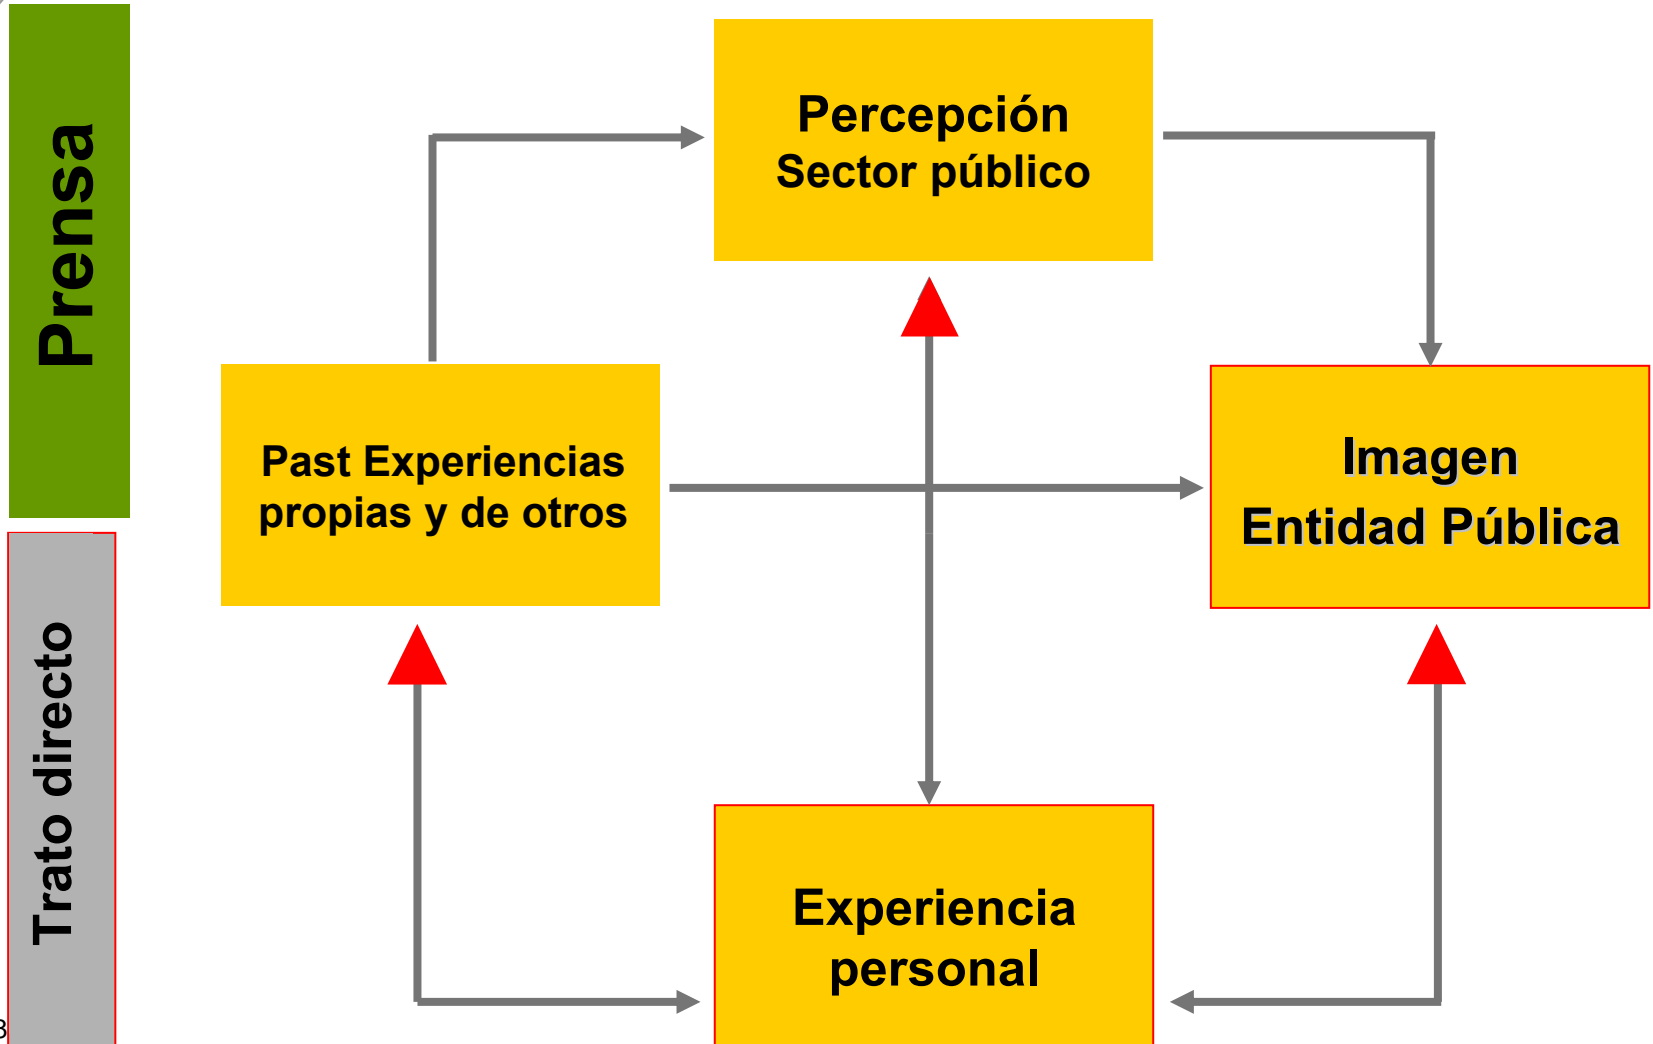 Prensa
Percepción
Sector público
Past Experiencias
propias y de otros
Imagen
Entidad Pública
Trato directo
Experiencia
personal